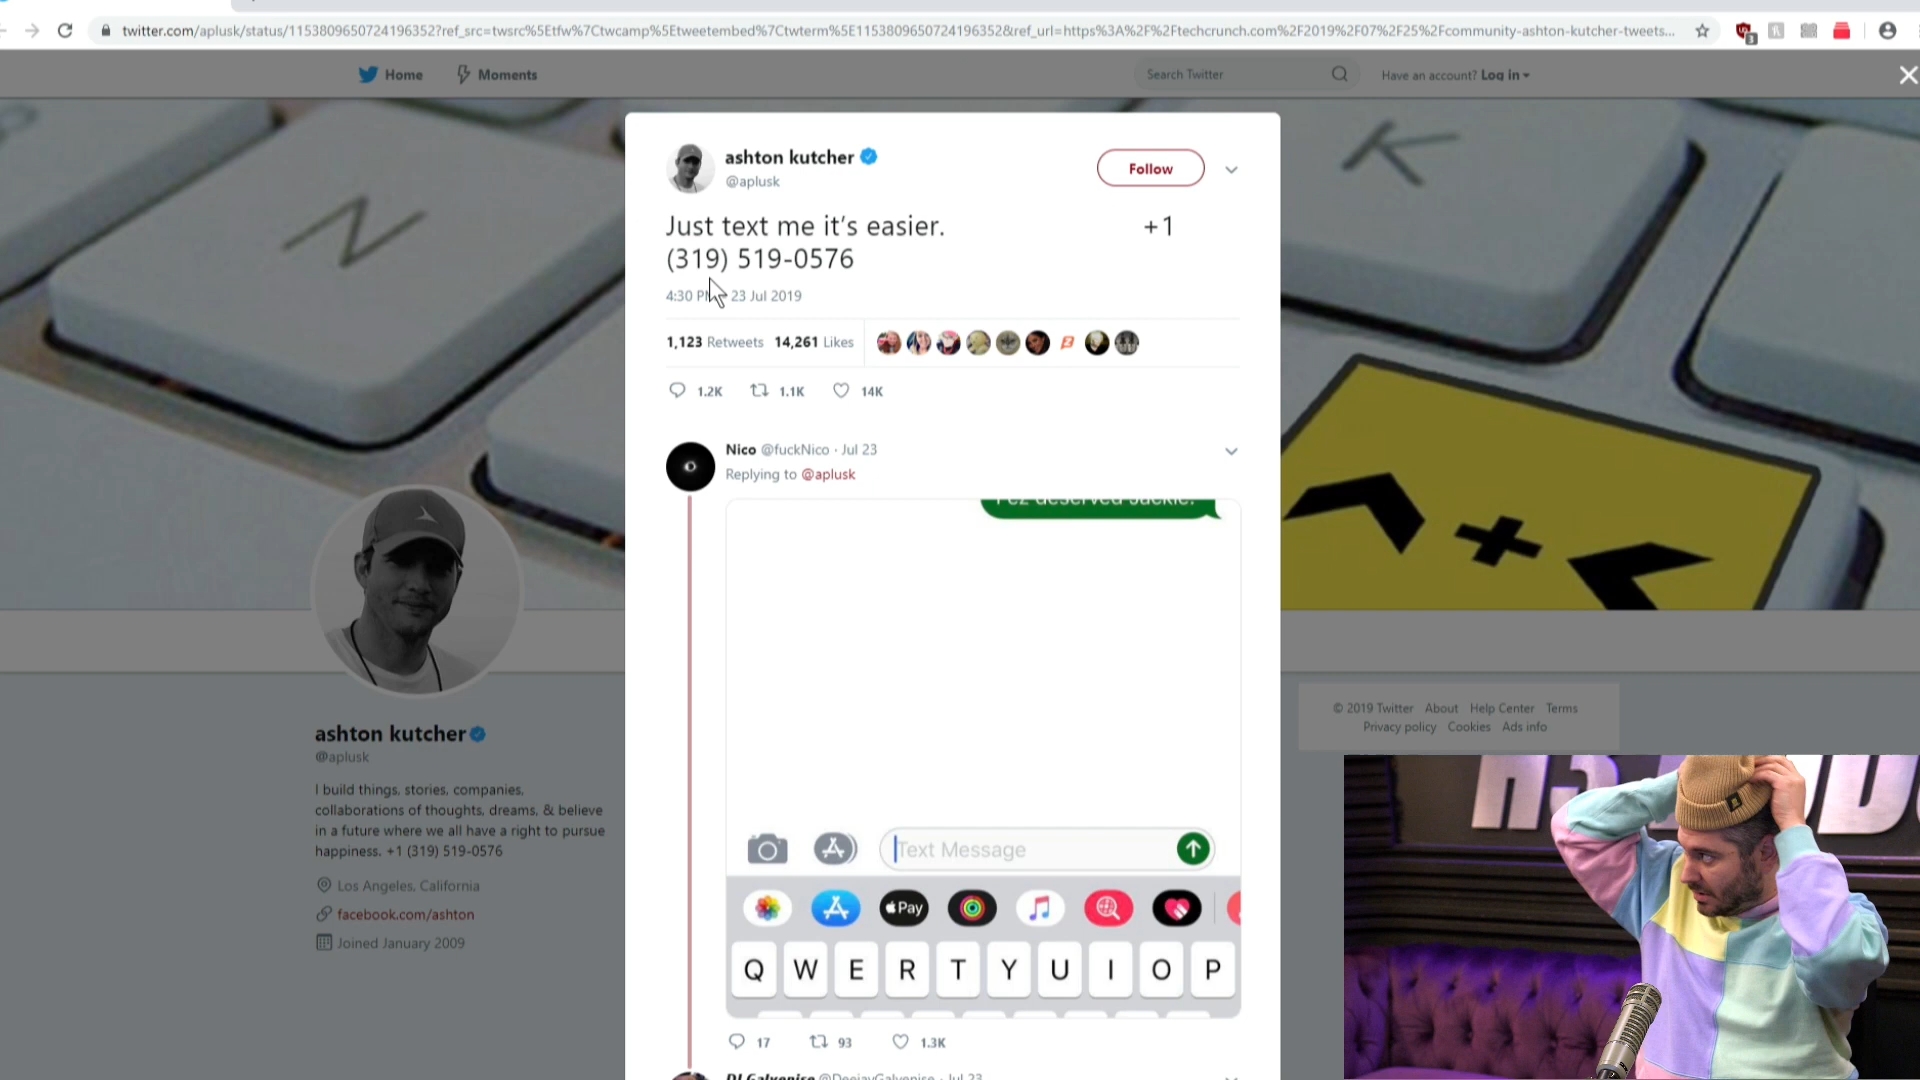 twitter.com/aplusk/status/1153809650724196352?ref_src=twsrc%5Etfw%7Ctwcamp%5Etweetembed%7Ctwterm%5E1153809650724196352&ref_url=https%3A%2F%2Ftechcrunch.com%2F2019%2F07%2F25%2Fcommunity-ashton-kutcher-tweets...
3
Home
Moments
Search Twitter
Have an account? Log in
N
K
ashton kutcher
@aplusk
Follow
Just text me it’s easier. +1
(319) 519-0576
4:30 23 Jul 2019
1,123 Retweets 14,261 Likes
1.2K 1.1K 14K
Nico @fuckNico · Jul 23
Replying to @aplusk
Fez deserved Jackie.
Text Message
Pay
Q W E R T Y U I O P
17 93 1.3K
DJ Galvonise @DeejayGalvonise · Jul 23
ashton kutcher
@aplusk
I build things, stories, companies,
collaborations of thoughts, dreams, & believe
in a future where we all have a right to pursue
happiness. +1 (319) 519-0576
Los Angeles, California
facebook.com/ashton
Joined January 2009
© 2019 Twitter About Help Center Terms
Privacy policy Cookies Ads info